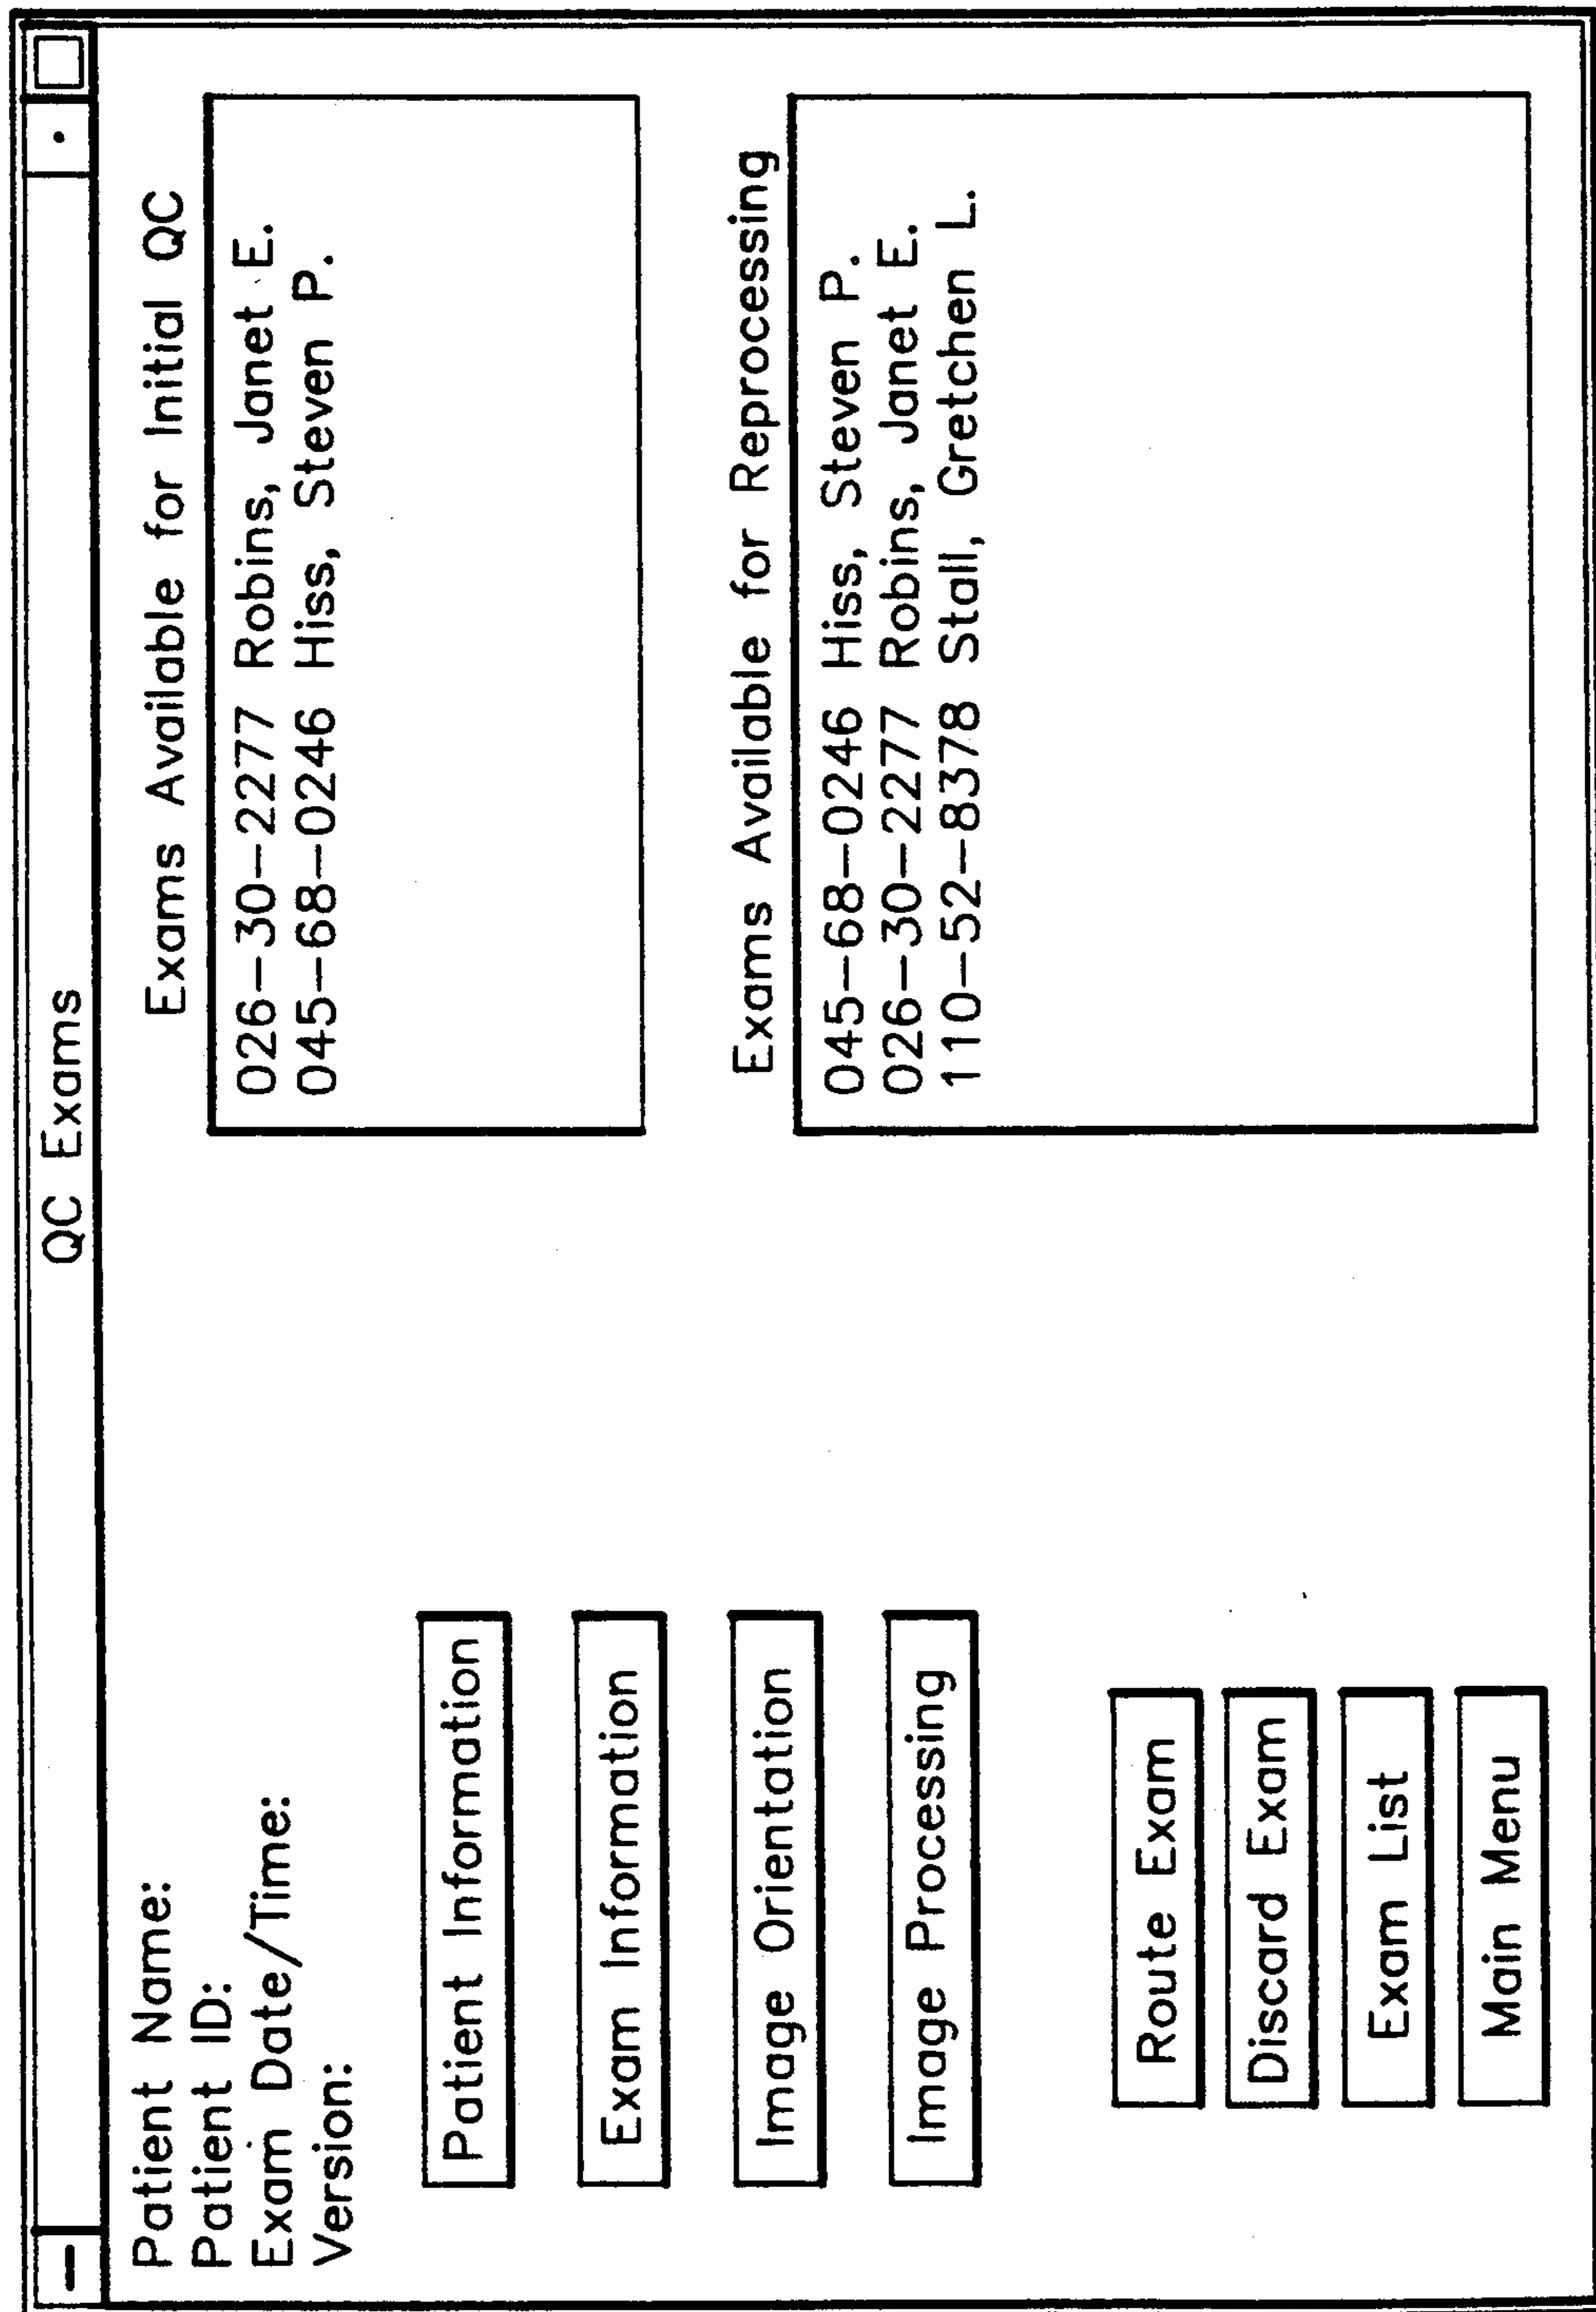 QC Exams
Patient Name:
Patient ID:
Exam Date/Time:
Version:
Patient Information
Exam Information
Image Orientation
Image Processing
Route Exam
Discard Exam
Exam List
Main Menu
Exams Available for Initial QC
026-30-2277 Robins, Janet E.
045-68-0246 Hiss, Steven P.
Exams Available for Reprocessing
045-68-0246 Hiss, Steven P.
026-30-2277 Robins, Janet E.
110-52-8378 Stall, Gretchen L.